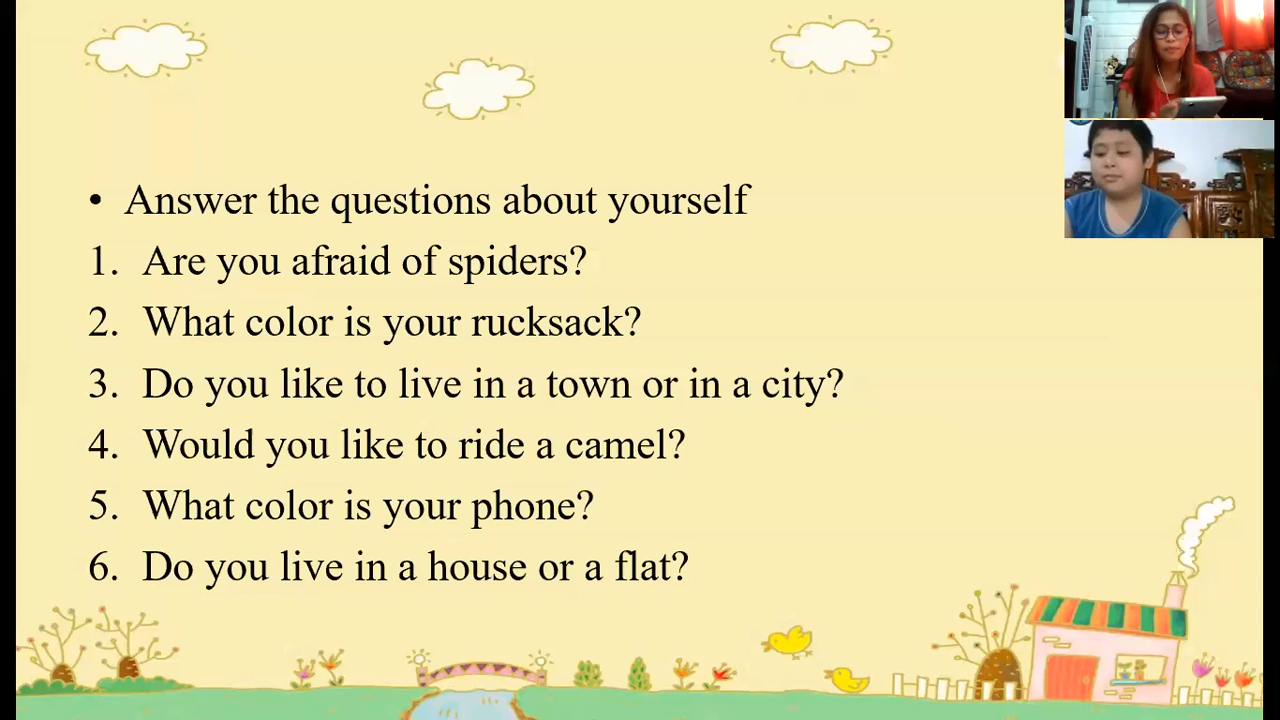 • Answer the questions about yourself
1. Are you afraid of spiders?
2. What color is your rucksack?
3. Do you like to live in a town or in a city?
4. Would you like to ride a camel?
5. What color is your phone?
6. Do you live in a house or a flat?